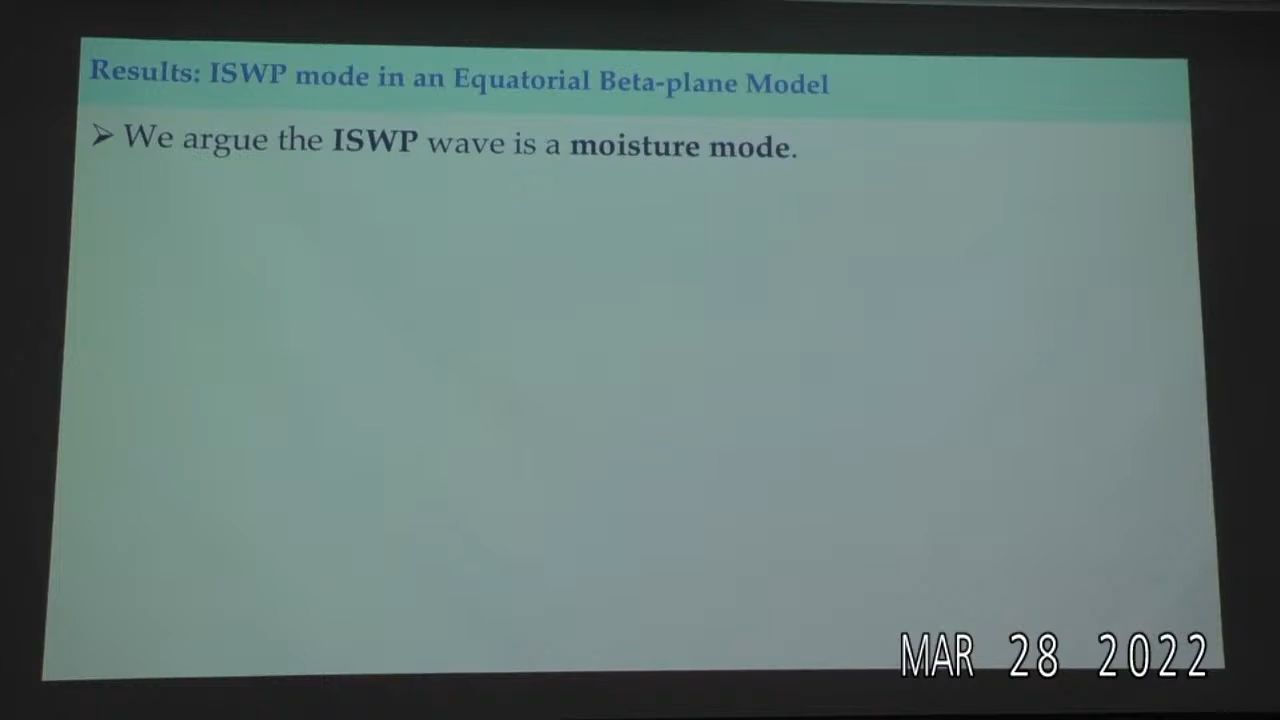 Results: ISWP mode in an Equatorial Beta-plane Model
➢ We argue the ISWP wave is a moisture mode.
MAR 28 2022